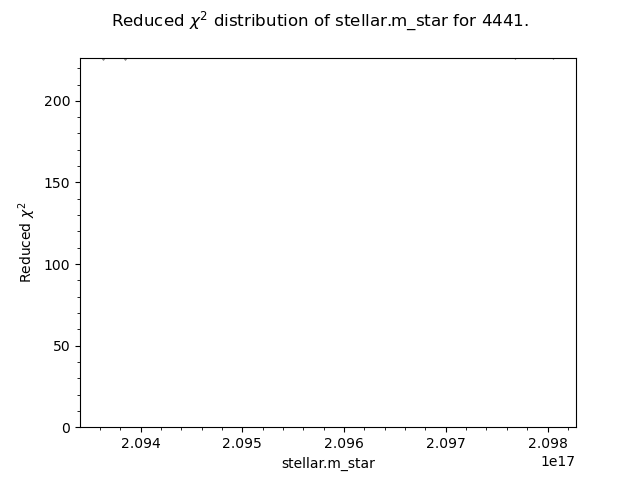 Reduced χ² distribution of stellar.m_star for 4441.
200
150
100
50
0
Reduced χ²
2.094 2.095 2.096 2.097 2.098
1e17
stellar.m_star